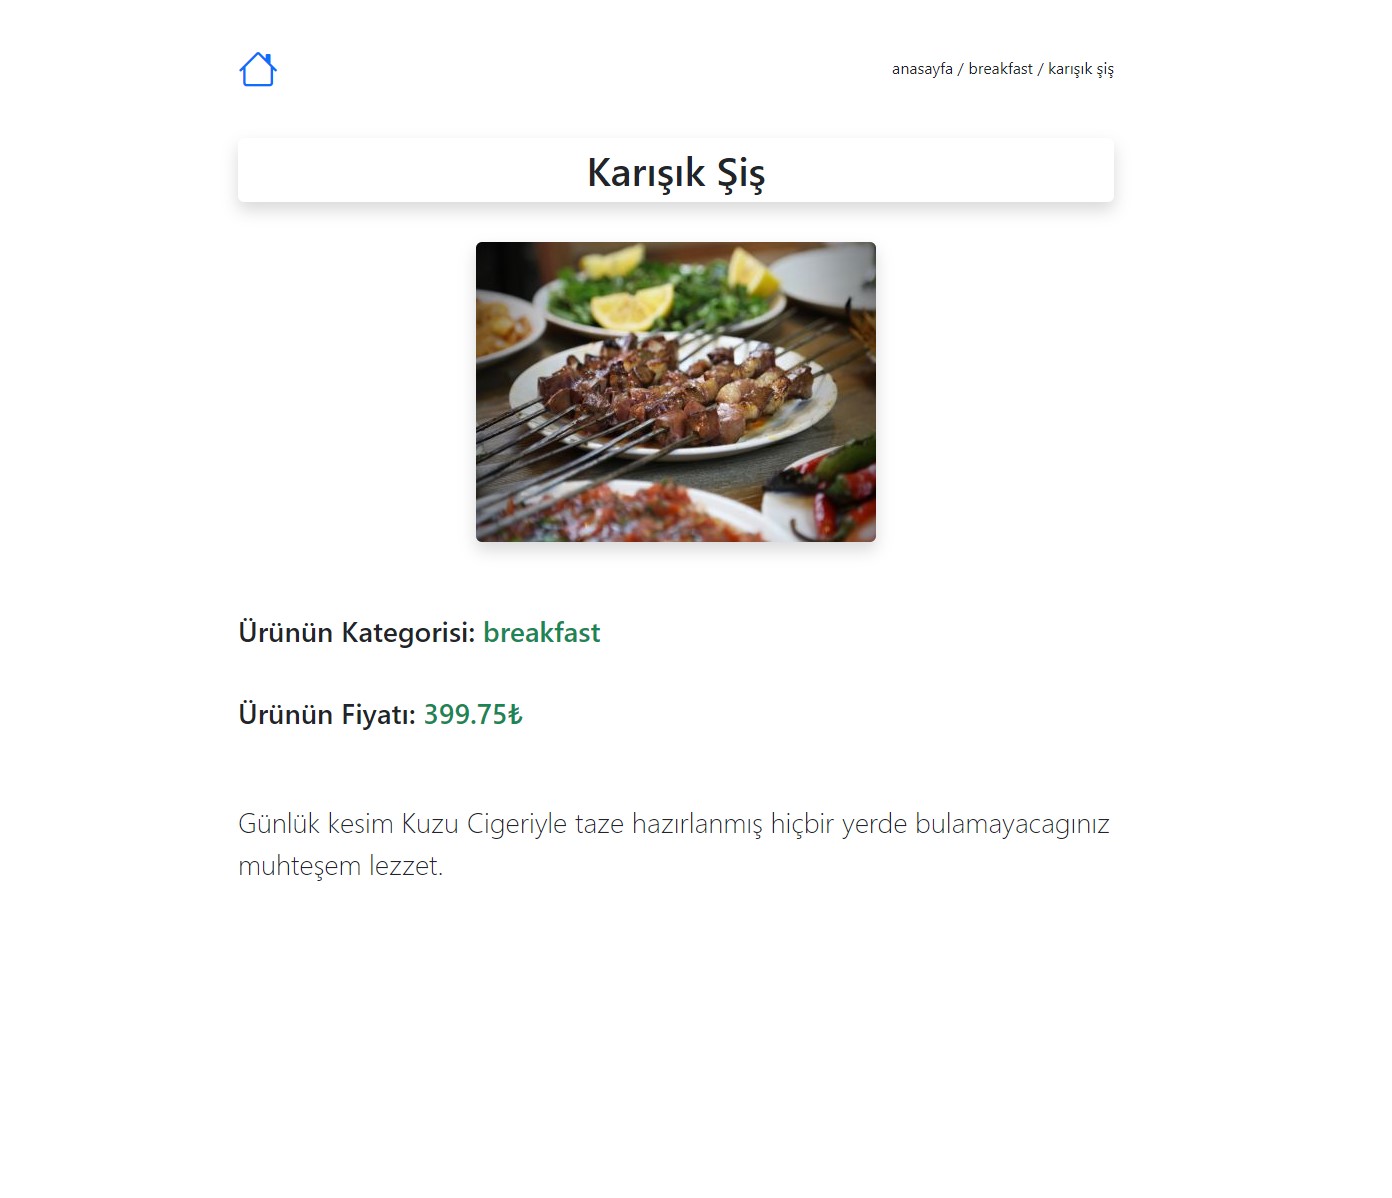 anasayfa / breakfast / karışık şiş
Karışık Şiş
Ürünün Kategorisi: breakfast
Ürünün Fiyatı: 399.75₺
Günlük kesim Kuzu Cigeriyle taze hazırlanmış hiçbir yerde bulamayacagınız
muhteşem lezzet.